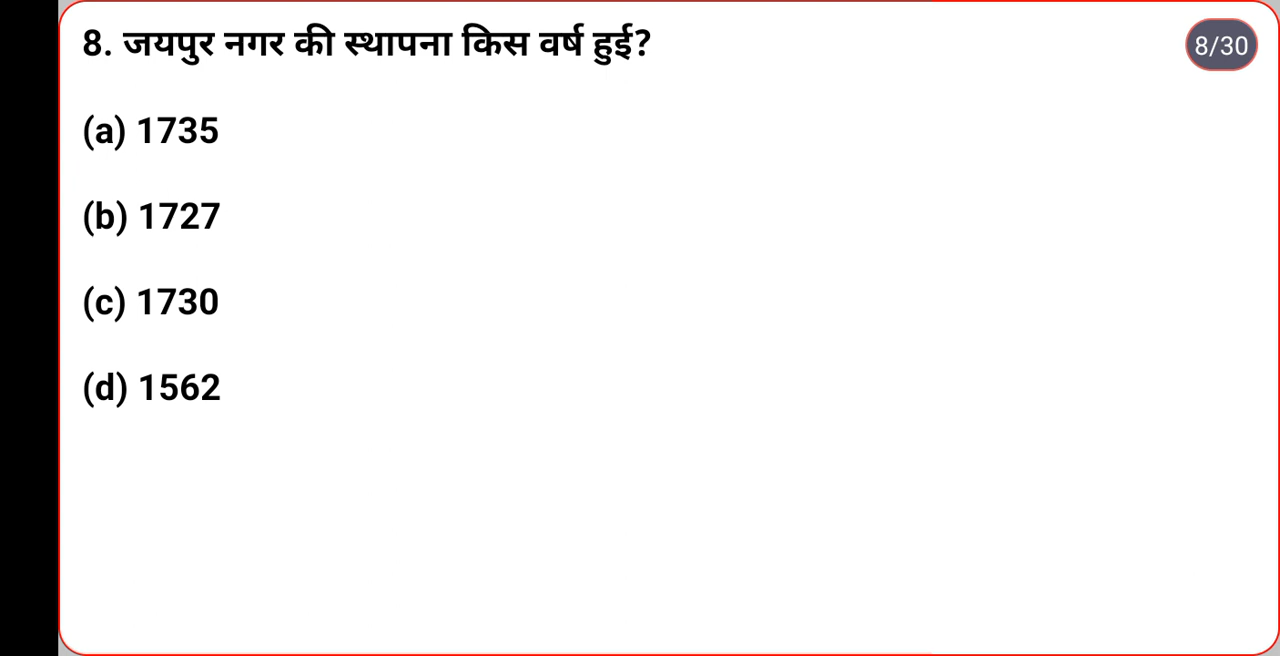 8. जयपुर नगर की स्थापना किस वर्ष हुई?
8/30
(a) 1735
(b) 1727
(c) 1730
(d) 1562